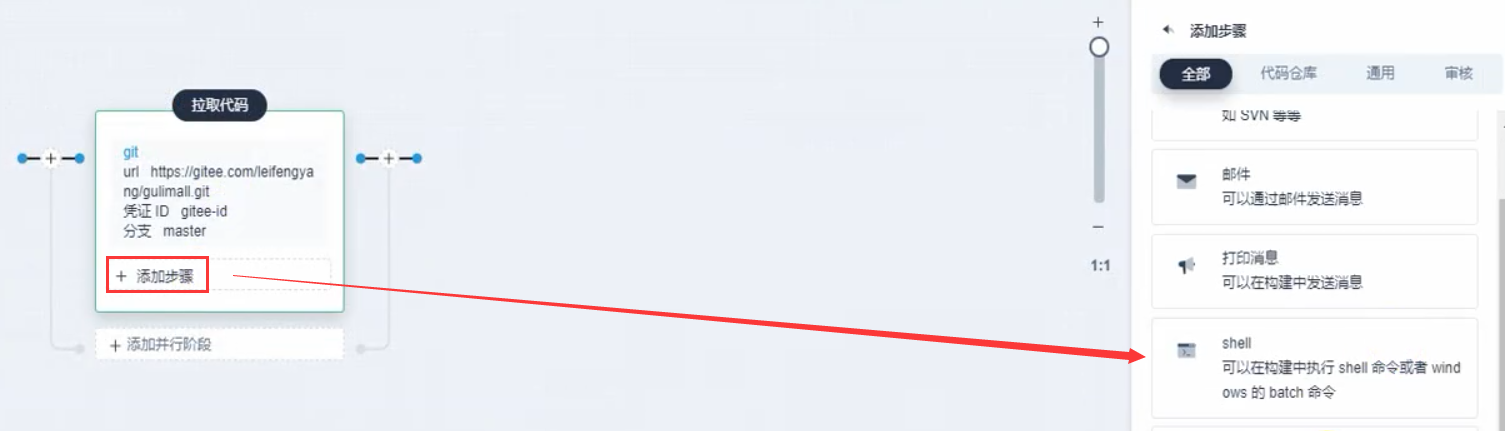 拉取代码
git
url https://gitee.com/leifengya
ng/gulimall.git
凭证 ID gitee-id
分支 master
+ 添加步骤
+ 添加并行阶段
1:1
添加步骤
全部 代码仓库 通用 审核
如 SVN 等等
邮件
可以通过邮件发送消息
打印消息
可以在构建中发送消息
shell
可以在构建中执行 shell 命令或者 wind
ows 的 batch 命令